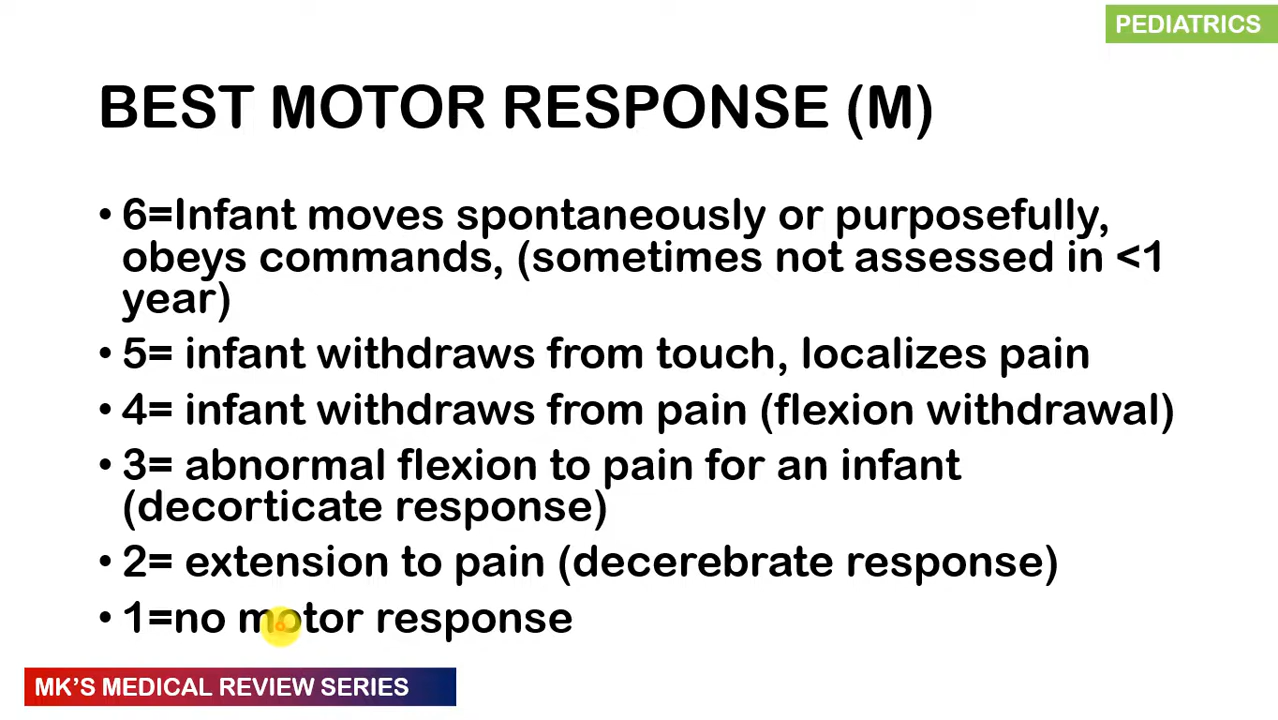 PEDIATRICS
BEST MOTOR RESPONSE (M)
• 6=Infant moves spontaneously or purposefully,
obeys commands, (sometimes not assessed in <1
year)
• 5= infant withdraws from touch, localizes pain
• 4= infant withdraws from pain (flexion withdrawal)
• 3= abnormal flexion to pain for an infant
(decorticate response)
• 2= extension to pain (decerebrate response)
• 1=no motor response
MK'S MEDICAL REVIEW SERIES